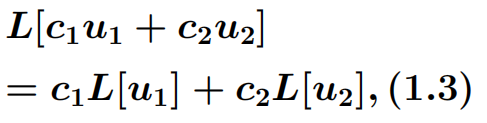 L[c₁u₁ + c₂u₂]
= c₁L[u₁] + c₂L[u₂], (1.3)